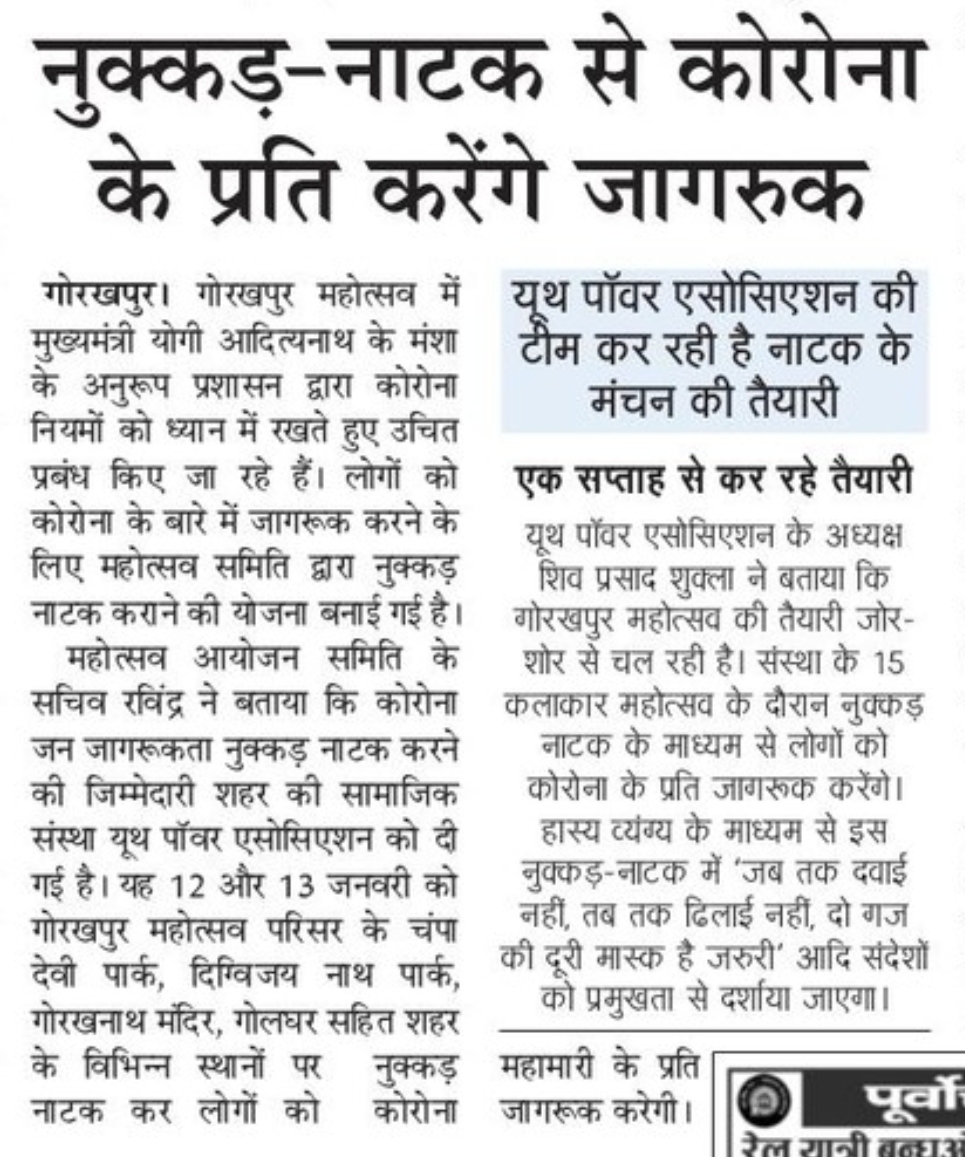 नुक्कड़-नाटक से कोरोना
के प्रति करेंगे जागरुक
गोरखपुर। गोरखपुर महोत्सव में
मुख्यमंत्री योगी आदित्यनाथ के मंशा
के अनुरूप प्रशासन द्वारा कोरोना
नियमों को ध्यान में रखते हुए उचित
प्रबंध किए जा रहे हैं। लोगों को
कोरोना के बारे में जागरूक करने के
लिए महोत्सव समिति द्वारा नुक्कड़
नाटक कराने की योजना बनाई गई है।
महोत्सव आयोजन समिति के
सचिव रविंद्र ने बताया कि कोरोना
जन जागरूकता नुक्कड़ नाटक करने
की जिम्मेदारी शहर की सामाजिक
संस्था यूथ पॉवर एसोसिएशन को दी
गई है। यह 12 और 13 जनवरी को
गोरखपुर महोत्सव परिसर के चंपा
देवी पार्क, दिग्विजय नाथ पार्क,
गोरखनाथ मंदिर, गोलघर सहित शहर
के विभिन्न स्थानों पर नुक्कड़
नाटक कर लोगों को कोरोना
महामारी के प्रति
जागरूक करेगी।
यूथ पॉवर एसोसिएशन की
टीम कर रही है नाटक के
मंचन की तैयारी
एक सप्ताह से कर रहे तैयारी
यूथ पॉवर एसोसिएशन के अध्यक्ष
शिव प्रसाद शुक्ला ने बताया कि
गोरखपुर महोत्सव की तैयारी जोर-
शोर से चल रही है। संस्था के 15
कलाकार महोत्सव के दौरान नुक्कड़
नाटक के माध्यम से लोगों को
कोरोना के प्रति जागरूक करेंगे।
हास्य व्यंग्य के माध्यम से इस
नुक्कड़-नाटक में 'जब तक दवाई
नहीं, तब तक ढिलाई नहीं, दो गज
की दूरी मास्क है जरुरी' आदि संदेशों
को प्रमुखता से दर्शाया जाएगा।
रेल यात्री